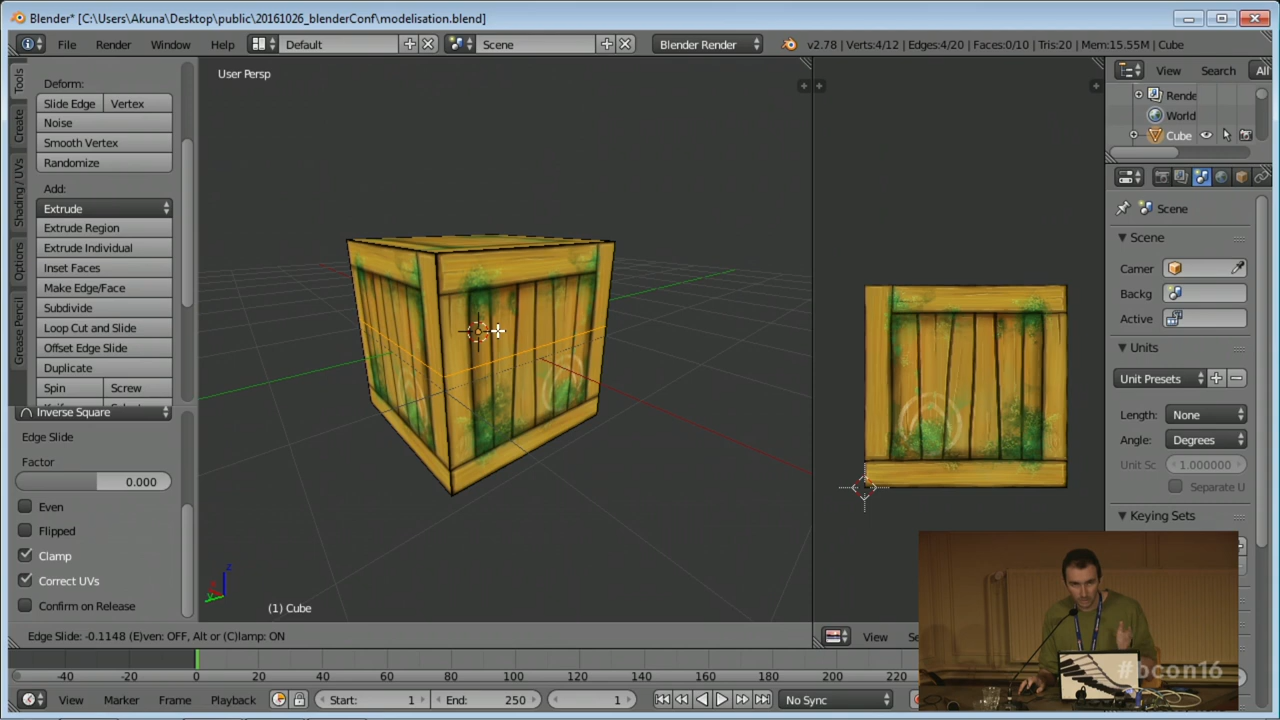 Blender* [C:\Users\Akuna\Desktop\public\20161026_blenderConf\modelisation.blend]
File Render Window Help Default Scene Blender Render v2.78 | Verts:4/12 | Edges:4/20 | Faces:0/10 | Tris:20 | Mem:15.55M | Cube
Tools
Create
Shading / UVs
Options
Grease Pencil
Deform:
Slide Edge Vertex
Noise
Smooth Vertex
Randomize
Add:
Extrude
Extrude Region
Extrude Individual
Inset Faces
Make Edge/Face
Subdivide
Loop Cut and Slide
Offset Edge Slide
Duplicate
Spin Screw
Inverse Square
Edge Slide
Factor
0.000
Even
Flipped
Clamp
Correct UVs
Confirm on Release
User Persp
(1) Cube
z
Edge Slide: -0.1148 (E)ven: OFF, Alt or (C)lamp: ON
View Se
View Search All
Rende
World
Cube
Scene
Scene
Camer
Backg
Active
Units
Unit Presets
Length: None
Angle: Degrees
Unit Sc 1.000000
Separate U
Keying Sets
#bcon16
-40 -20 0 20 40 60 80 100 120 140 160 180 200 220
View Marker Frame Playback Start: 1 End: 250 1 No Sync